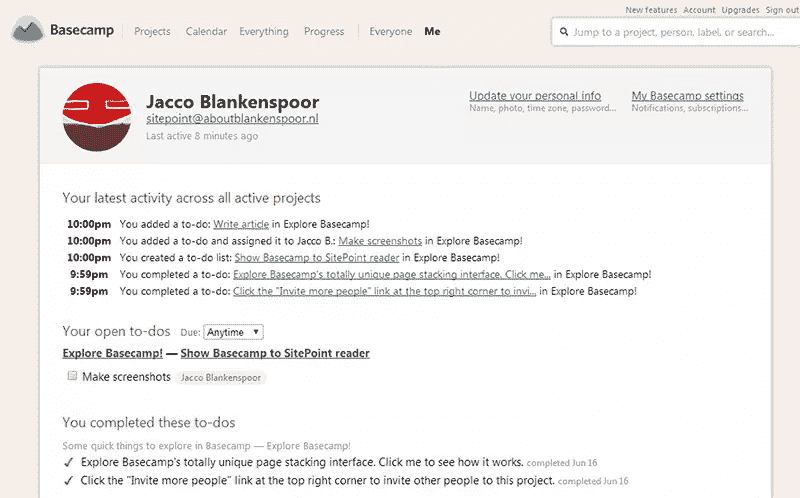 New features Account Upgrades Sign out
Basecamp Projects Calendar Everything Progress Everyone Me
Jump to a project, person, label, or search...
Jacco Blankenspoor
sitepoint@aboutblankenspoor.nl
Last active 8 minutes ago
Update your personal info
Name, photo, time zone, password...
My Basecamp settings
Notifications, subscriptions...
Your latest activity across all active projects
10:00pm You added a to-do: Write article in Explore Basecamp!
10:00pm You added a to-do and assigned it to Jacco B.: Make screenshots in Explore Basecamp!
10:00pm You created a to-do list: Show Basecamp to SitePoint reader in Explore Basecamp!
9:59pm You completed a to-do: Explore Basecamp's totally unique page stacking interface. Click me... in Explore Basecamp!
9:59pm You completed a to-do: Click the "Invite more people" link at the top right corner to invi... in Explore Basecamp!
Your open to-dos Due: Anytime
Explore Basecamp! — Show Basecamp to SitePoint reader
Make screenshots Jacco Blankenspoor
You completed these to-dos
Some quick things to explore in Basecamp — Explore Basecamp!
Explore Basecamp's totally unique page stacking interface. Click me to see how it works. completed Jun 16
Click the "Invite more people" link at the top right corner to invite other people to this project. completed Jun 16